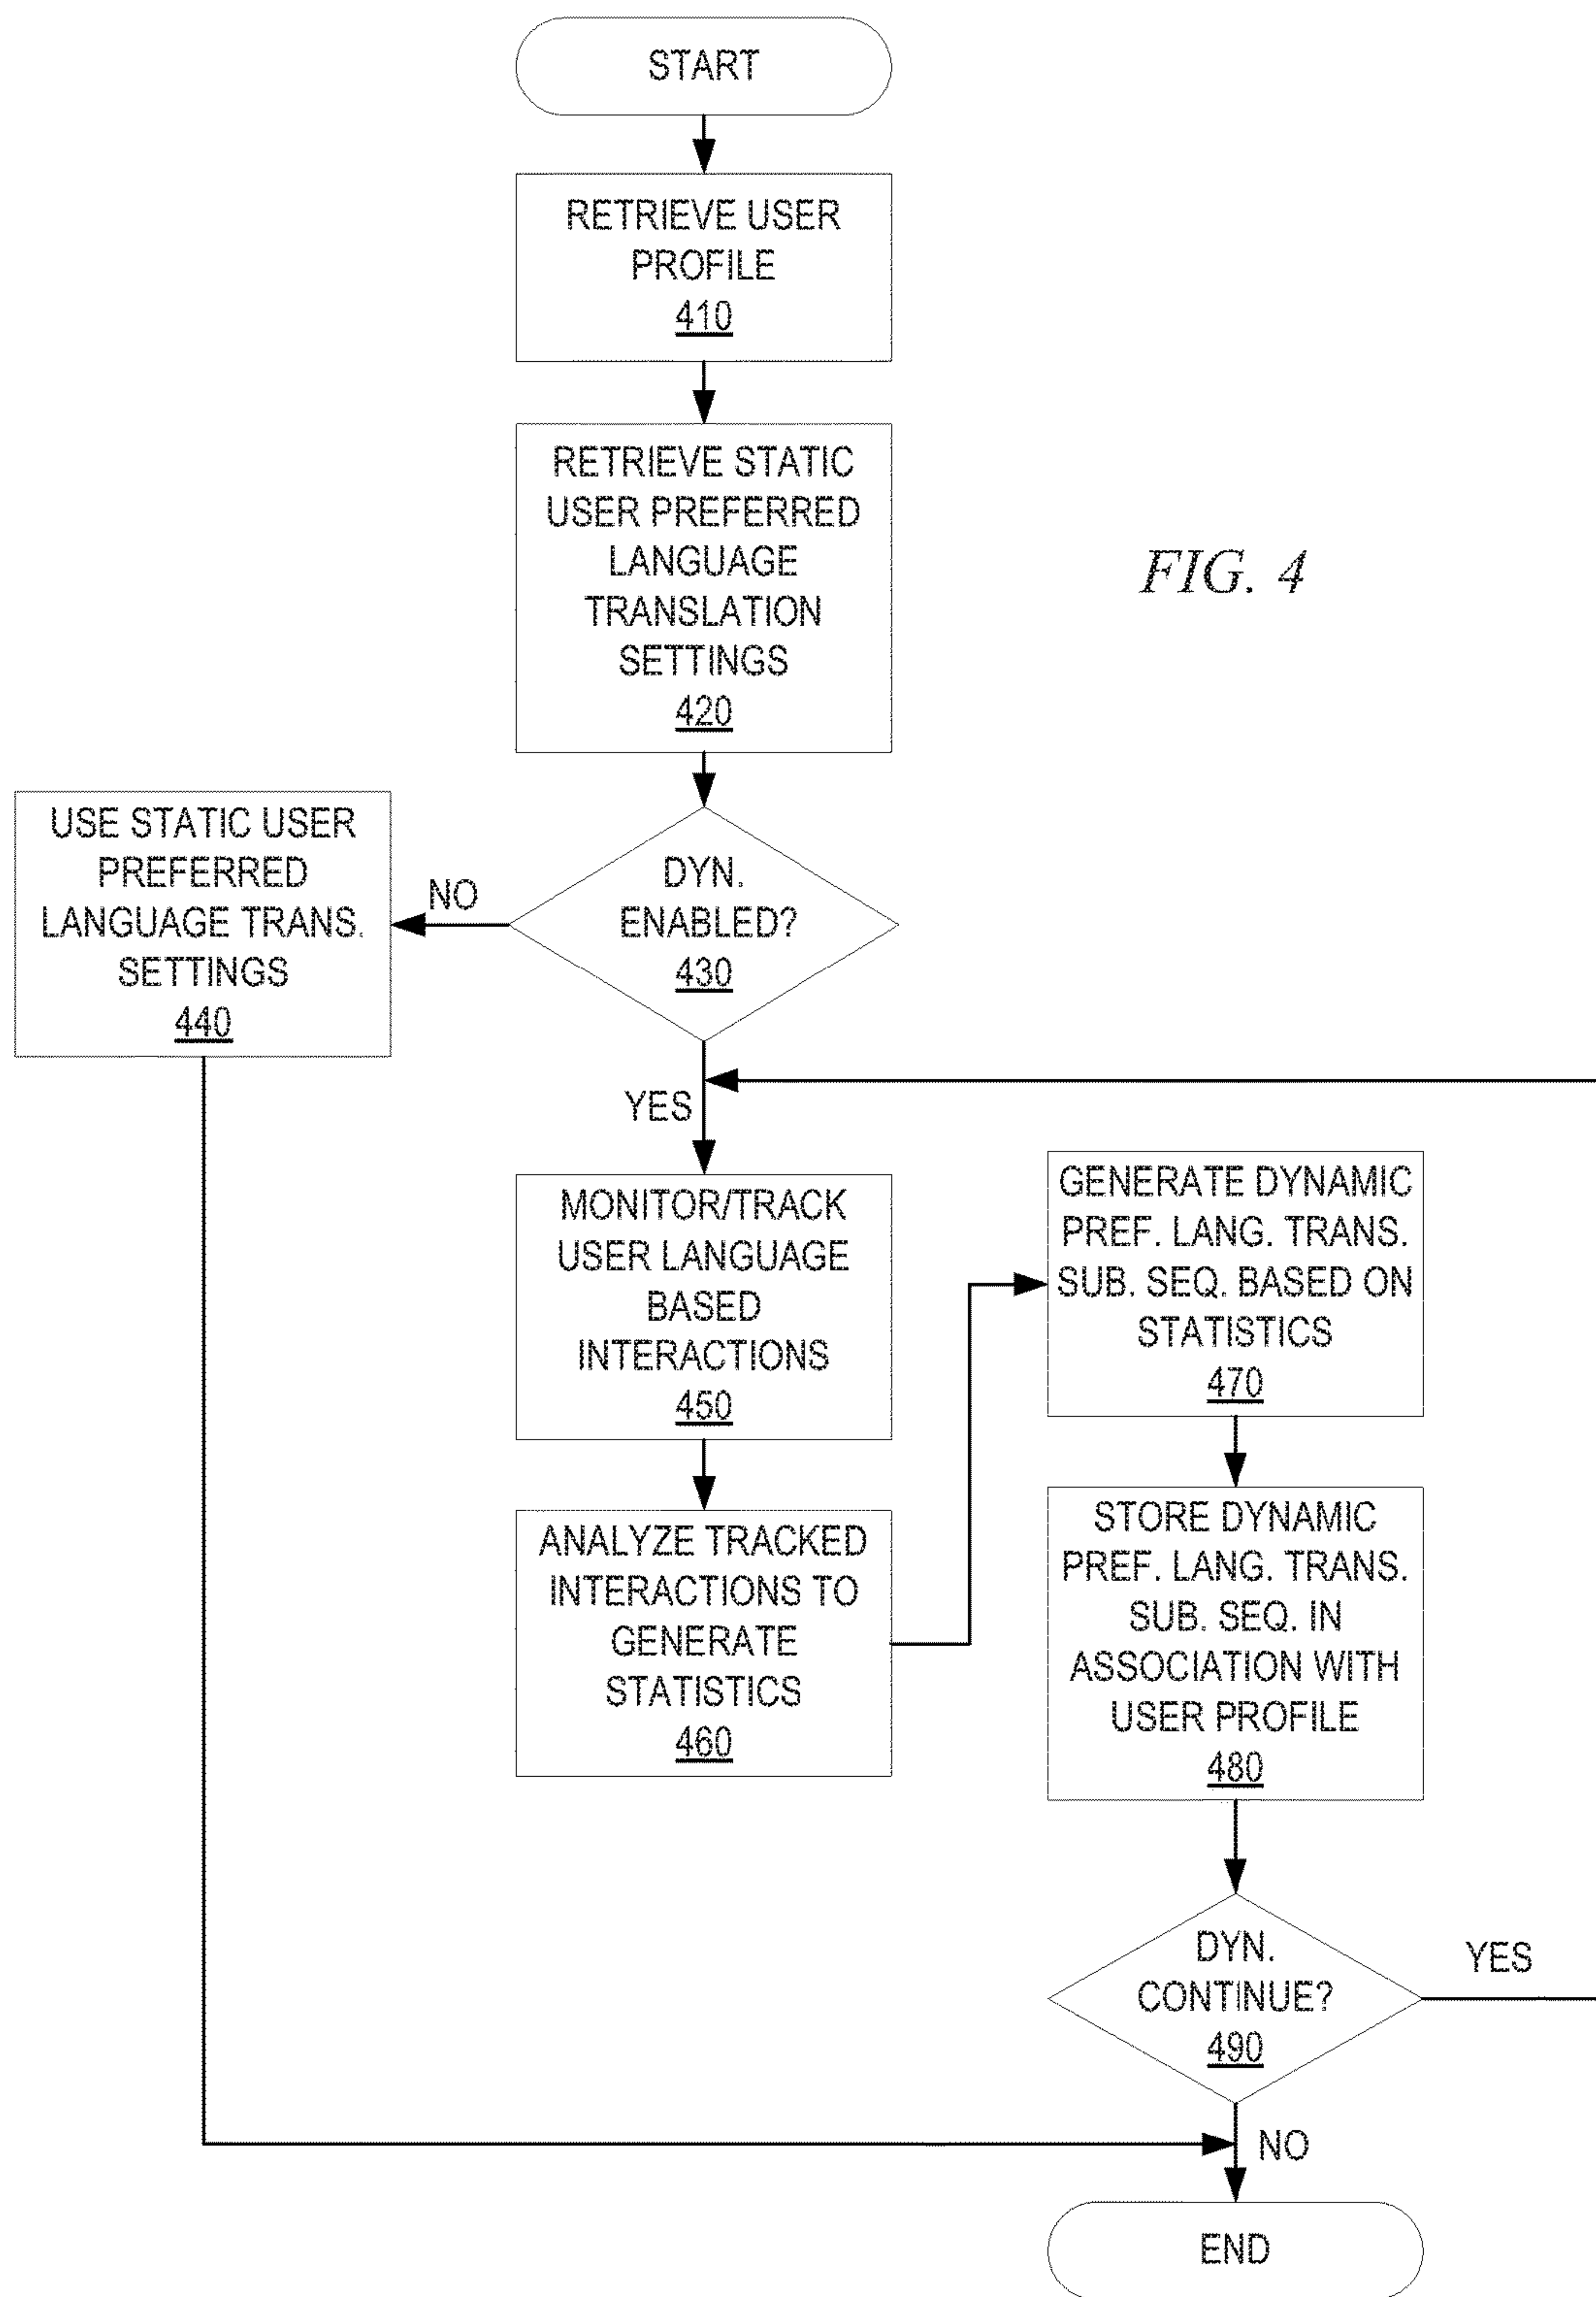 START
RETRIEVE USER
PROFILE
410
RETRIEVE STATIC
USER PREFERRED
LANGUAGE
TRANSLATION
SETTINGS
420
FIG. 4
USE STATIC USER
PREFERRED
LANGUAGE TRANS.
SETTINGS
440
NO
DYN.
ENABLED?
430
YES
MONITOR/TRACK
USER LANGUAGE
BASED
INTERACTIONS
450
ANALYZE TRACKED
INTERACTIONS TO
GENERATE
STATISTICS
460
GENERATE DYNAMIC
PREF. LANG. TRANS.
SUB. SEQ. BASED ON
STATISTICS
470
STORE DYNAMIC
PREF. LANG. TRANS.
SUB. SEQ. IN
ASSOCIATION WITH
USER PROFILE
480
DYN.
CONTINUE?
490
YES
NO
END